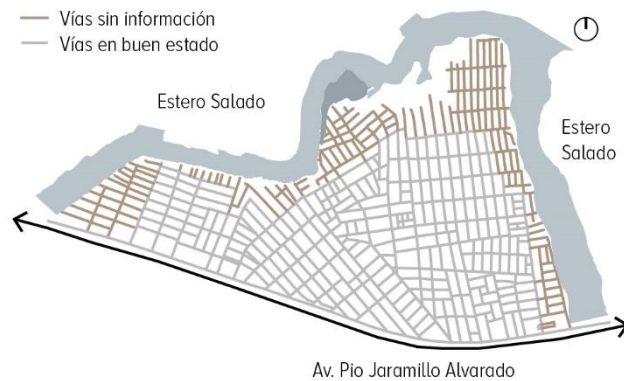 Vías sin información
Vías en buen estado
Estero Salado
Estero
Salado
Av. Pio Jaramillo Alvarado